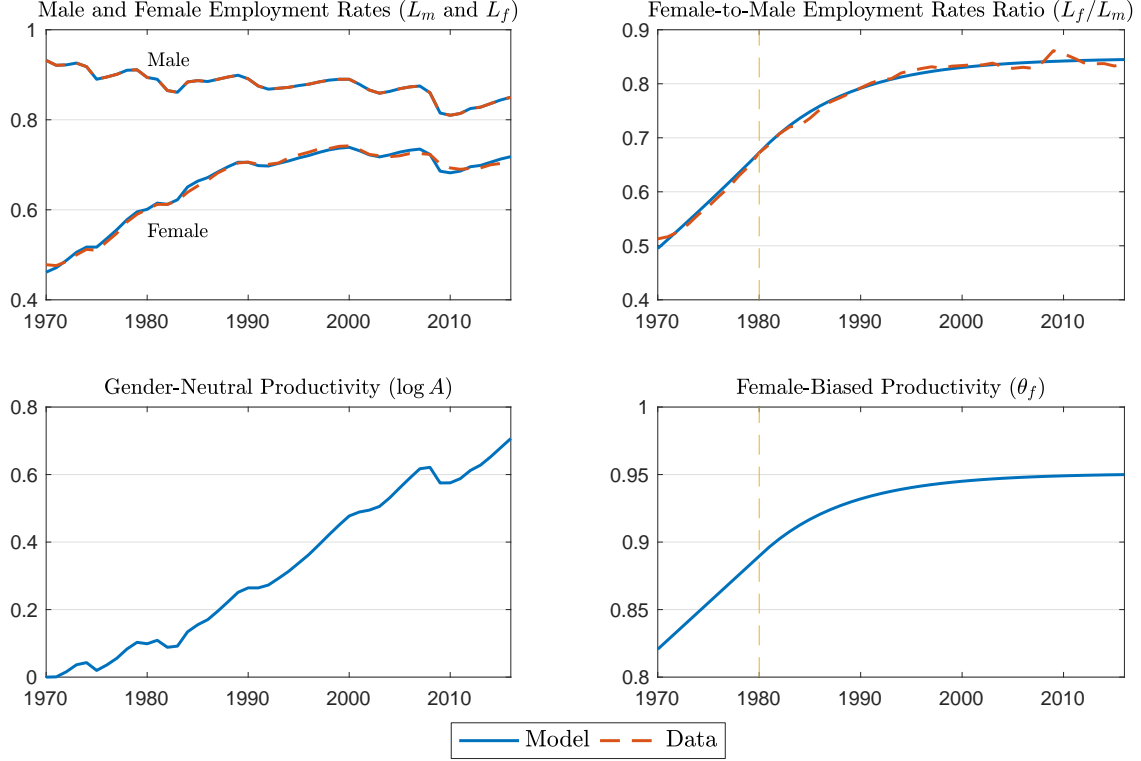 Male and Female Employment Rates (L_m and L_f)
1
0.8
0.6
0.4
Male
Female
1970 1980 1990 2000 2010
Female-to-Male Employment Rates Ratio (L_f/L_m)
0.9
0.8
0.7
0.6
0.5
0.4
1970 1980 1990 2000 2010
Gender-Neutral Productivity (log A)
0.8
0.6
0.4
0.2
0
1970 1980 1990 2000 2010
Female-Biased Productivity (θ_f)
1
0.95
0.9
0.85
0.8
1970 1980 1990 2000 2010
Model Data